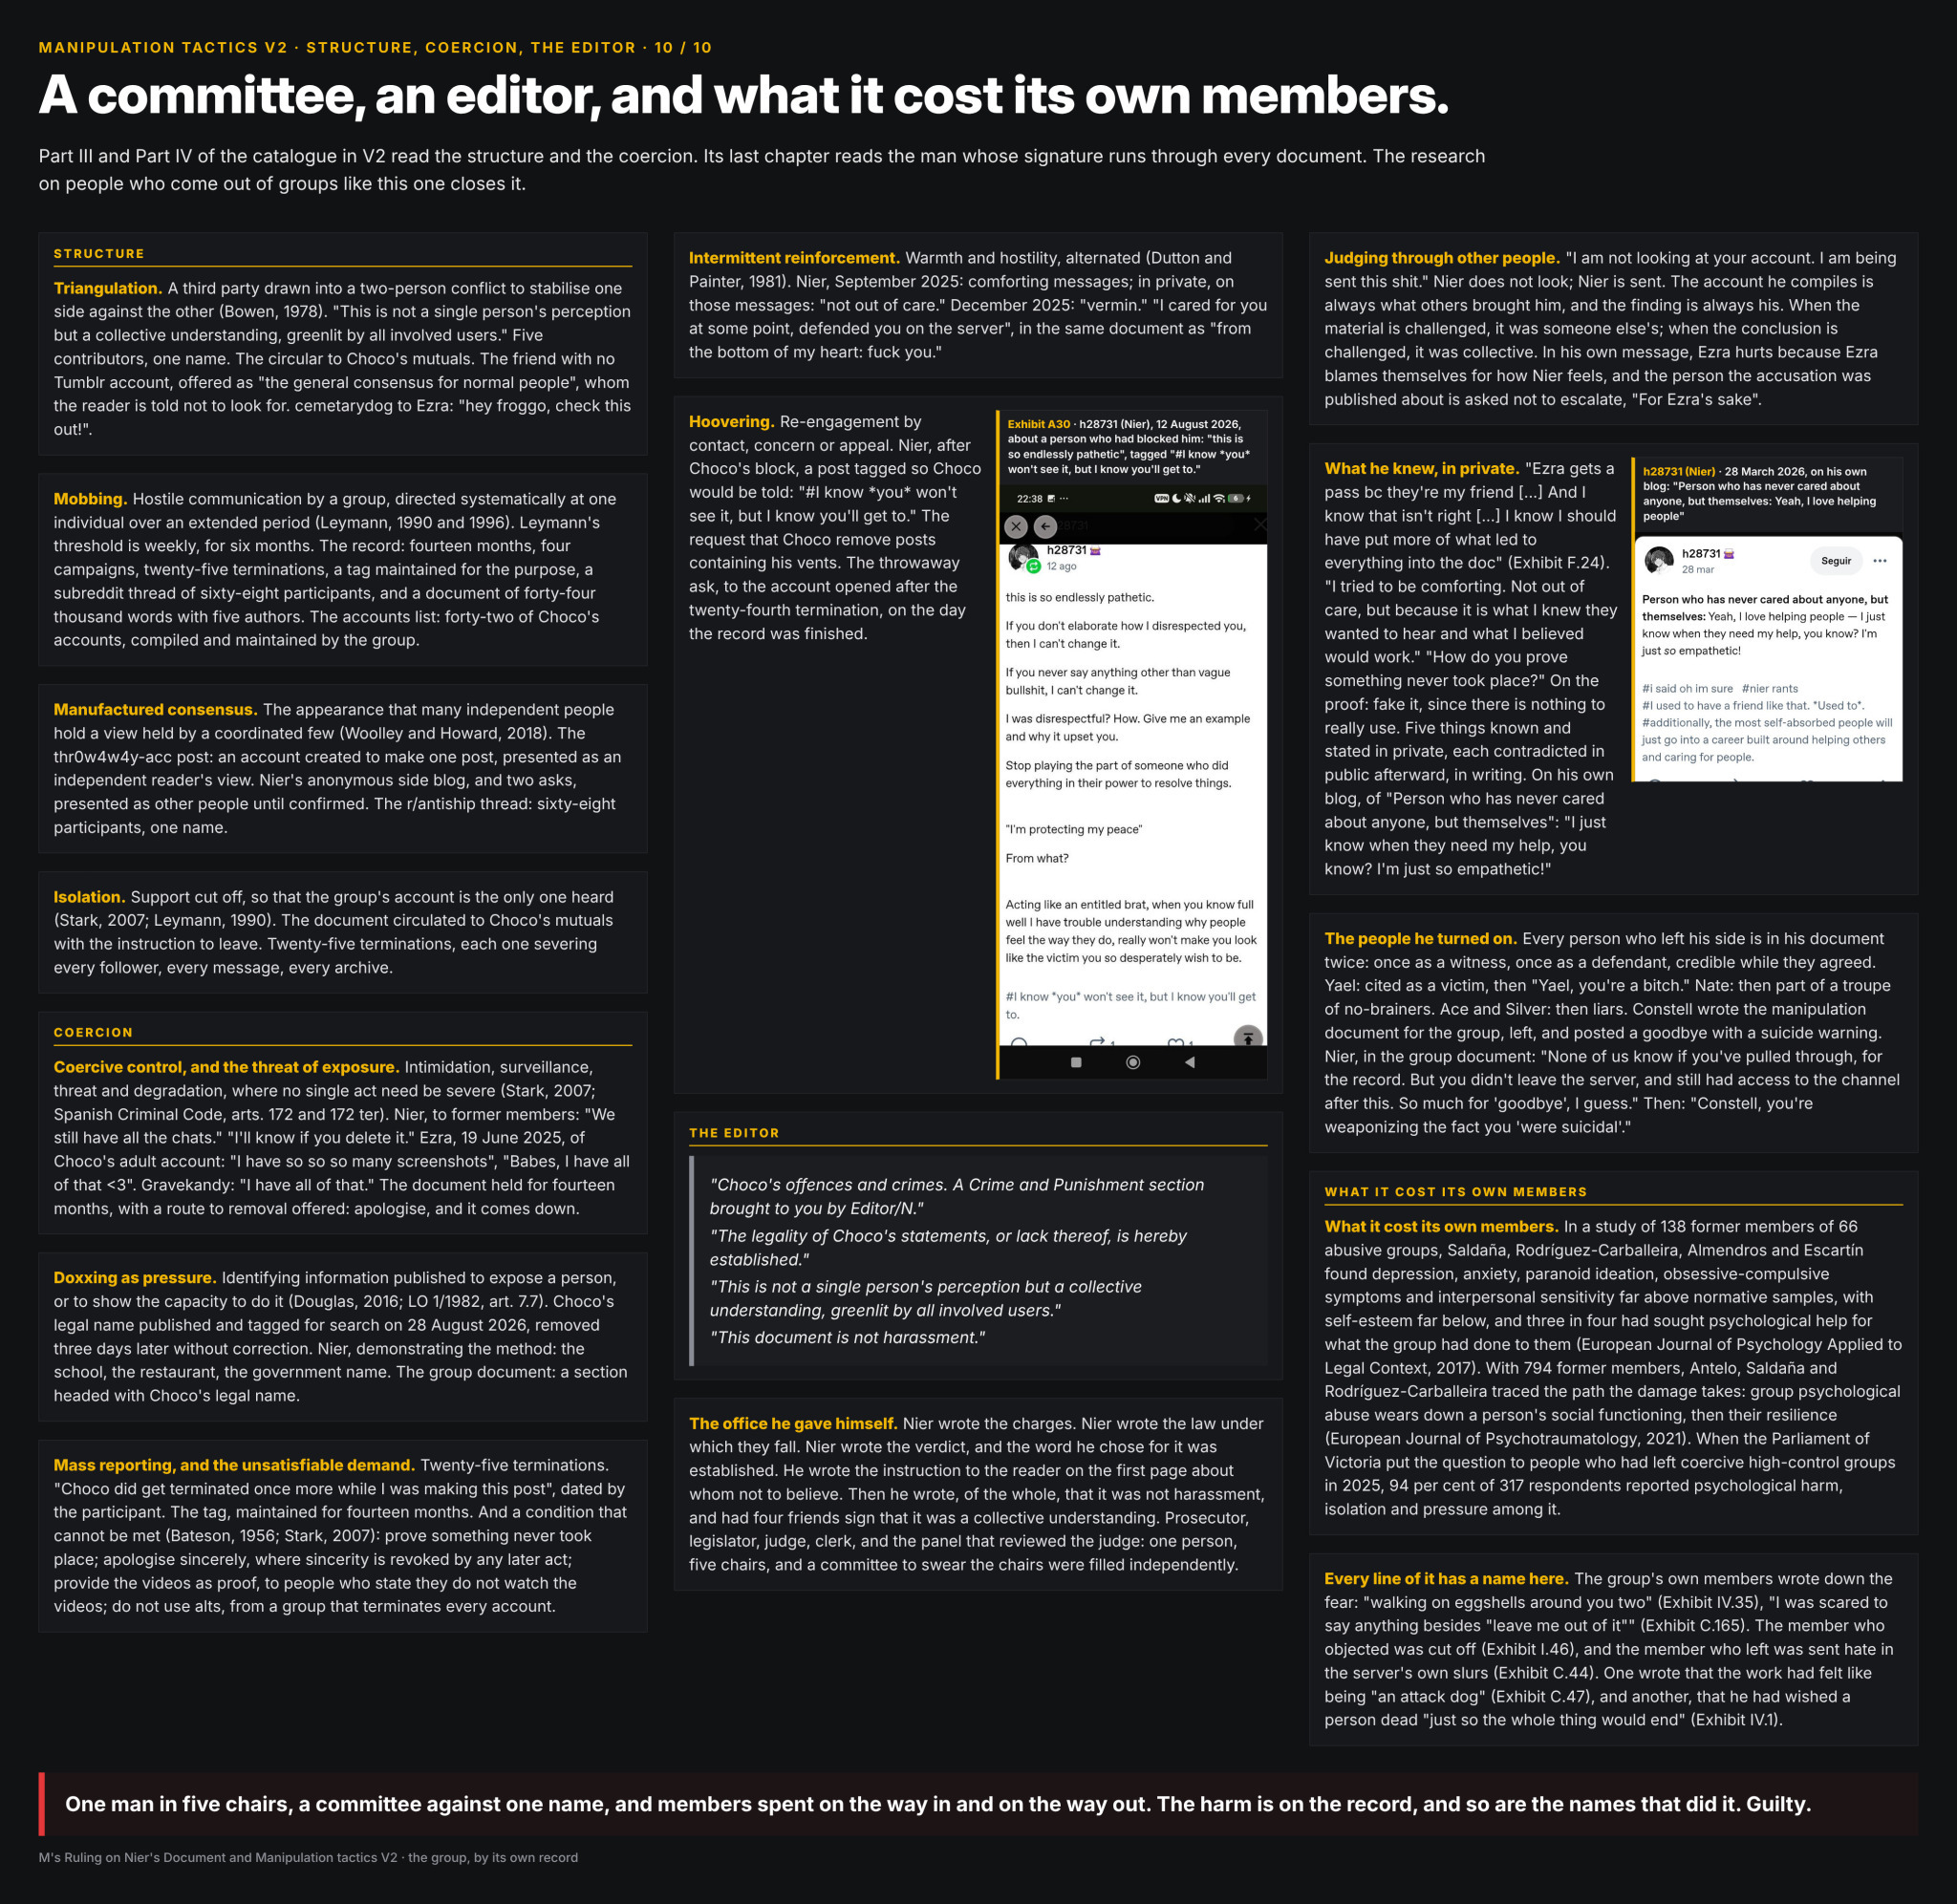 MANIPULATION TACTICS V2 · STRUCTURE, COERCION, THE EDITOR · 10 / 10
A committee, an editor, and what it cost its own members.
Part III and Part IV of the catalogue in V2 read the structure and the coercion. Its last chapter reads the man whose signature runs through every document. The research
on people who come out of groups like this one closes it.
STRUCTURE
Triangulation. A third party drawn into a two-person conflict to stabilise one
side against the other (Bowen, 1978). "This is not a single person's perception
but a collective understanding, greenlit by all involved users." Five
contributors, one name. The circular to Choco's mutuals. The friend with no
Tumblr account, offered as "the general consensus for normal people", whom
the reader is told not to look for. cemetarydog to Ezra: "hey froggo, check this
out!".
Mobbing. Hostile communication by a group, directed systematically at one
individual over an extended period (Leymann, 1990 and 1996). Leymann's
threshold is weekly, for six months. The record: fourteen months, four
campaigns, twenty-five terminations, a tag maintained for the purpose, a
subreddit thread of sixty-eight participants, and a document of forty-four
thousand words with five authors. The accounts list: forty-two of Choco's
accounts, compiled and maintained by the group.
Manufactured consensus. The appearance that many independent people
hold a view held by a coordinated few (Woolley and Howard, 2018). The
thr0w4w4y-acc post: an account created to make one post, presented as an
independent reader's view. Nier's anonymous side blog, and two asks,
presented as other people until confirmed. The r/antiship thread: sixty-eight
participants, one name.
Isolation. Support cut off, so that the group's account is the only one heard
(Stark, 2007; Leymann, 1990). The document circulated to Choco's mutuals
with the instruction to leave. Twenty-five terminations, each one severing
every follower, every message, every archive.
COERCION
Coercive control, and the threat of exposure. Intimidation, surveillance,
threat and degradation, where no single act need be severe (Stark, 2007;
Spanish Criminal Code, arts. 172 and 172 ter). Nier, to former members: "We
still have all the chats." "I'll know if you delete it." Ezra, 19 June 2025, of
Choco's adult account: "I have so so so many screenshots", "Babes, I have all
of that <3". Gravekandy: "I have all of that." The document held for fourteen
months, with a route to removal offered: apologise, and it comes down.
Doxxing as pressure. Identifying information published to expose a person,
or to show the capacity to do it (Douglas, 2016; LO 1/1982, art. 7.7). Choco's
legal name published and tagged for search on 28 August 2026, removed
three days later without correction. Nier, demonstrating the method: the
school, the restaurant, the government name. The group document: a section
headed with Choco's legal name.
Mass reporting, and the unsatisfiable demand. Twenty-five terminations.
"Choco did get terminated once more while I was making this post", dated by
the participant. The tag, maintained for fourteen months. And a condition that
cannot be met (Bateson, 1956; Stark, 2007): prove something never took
place; apologise sincerely, where sincerity is revoked by any later act;
provide the videos as proof, to people who state they do not watch the
videos; do not use alts, from a group that terminates every account.
Intermittent reinforcement. Warmth and hostility, alternated (Dutton and
Painter, 1981). Nier, September 2025: comforting messages; in private, on
those messages: "not out of care." December 2025: "vermin." "I cared for you
at some point, defended you on the server", in the same document as "from
the bottom of my heart: fuck you."
Hoovering. Re-engagement by
contact, concern or appeal. Nier, after
Choco's block, a post tagged so Choco
would be told: "#I know *you* won't
see it, but I know you'll get to." The
request that Choco remove posts
containing his vents. The throwaway
ask, to the account opened after the
twenty-fourth termination, on the day
the record was finished.
Exhibit A30 · h28731 (Nier), 12 August 2026,
about a person who had blocked him: "this is
so endlessly pathetic", tagged "#I know *you*
won't see it, but I know you'll get to."
22:38
VPN
6
h28731
h28731
12 ago
this is so endlessly pathetic.
If you don't elaborate how I disrespected you,
then I can't change it.
If you never say anything other than vague
bullshit, I can't change it.
I was disrespectful? How. Give me an example
and why it upset you.
Stop playing the part of someone who did
everything in their power to resolve things.
"I'm protecting my peace"
From what?
Acting like an entitled brat, when you know full
well I have trouble understanding why people
feel the way they do, really won't make you look
like the victim you so desperately wish to be.
#I know *you* won't see it, but I know you'll get
to.
1
1
THE EDITOR
"Choco's offences and crimes. A Crime and Punishment section
brought to you by Editor/N."
"The legality of Choco's statements, or lack thereof, is hereby
established."
"This is not a single person's perception but a collective
understanding, greenlit by all involved users."
"This document is not harassment."
The office he gave himself. Nier wrote the charges. Nier wrote the law under
which they fall. Nier wrote the verdict, and the word he chose for it was
established. He wrote the instruction to the reader on the first page about
whom not to believe. Then he wrote, of the whole, that it was not harassment,
and had four friends sign that it was a collective understanding. Prosecutor,
legislator, judge, clerk, and the panel that reviewed the judge: one person,
five chairs, and a committee to swear the chairs were filled independently.
Judging through other people. "I am not looking at your account. I am being
sent this shit." Nier does not look; Nier is sent. The account he compiles is
always what others brought him, and the finding is always his. When the
material is challenged, it was someone else's; when the conclusion is
challenged, it was collective. In his own message, Ezra hurts because Ezra
blames themselves for how Nier feels, and the person the accusation was
published about is asked not to escalate, "For Ezra's sake".
What he knew, in private. "Ezra gets a
pass bc they're my friend [...] And I
know that isn't right [...] I know I should
have put more of what led to
everything into the doc" (Exhibit F.24).
"I tried to be comforting. Not out of
care, but because it is what I knew they
wanted to hear and what I believed
would work." "How do you prove
something never took place?" On the
proof: fake it, since there is nothing to
really use. Five things known and
stated in private, each contradicted in
public afterward, in writing. On his own
blog, of "Person who has never cared
about anyone, but themselves": "I just
know when they need my help, you
know? I'm just so empathetic!"
h28731 (Nier) · 28 March 2026, on his own
blog: "Person who has never cared about
anyone, but themselves: Yeah, I love helping
people"
h28731
28 mar
Seguir
Person who has never cared about anyone, but
themselves: Yeah, I love helping people — I just
know when they need my help, you know? I'm
just so empathetic!
#i said oh im sure #nier rants
#I used to have a friend like that. *Used to*.
#additionally, the most self-absorbed people will
just go into a career built around helping others
and caring for people.
The people he turned on. Every person who left his side is in his document
twice: once as a witness, once as a defendant, credible while they agreed.
Yael: cited as a victim, then "Yael, you're a bitch." Nate: then part of a troupe
of no-brainers. Ace and Silver: then liars. Constell wrote the manipulation
document for the group, left, and posted a goodbye with a suicide warning.
Nier, in the group document: "None of us know if you've pulled through, for
the record. But you didn't leave the server, and still had access to the channel
after this. So much for 'goodbye', I guess." Then: "Constell, you're
weaponizing the fact you 'were suicidal'."
WHAT IT COST ITS OWN MEMBERS
What it cost its own members. In a study of 138 former members of 66
abusive groups, Saldaña, Rodríguez-Carballeira, Almendros and Escartín
found depression, anxiety, paranoid ideation, obsessive-compulsive
symptoms and interpersonal sensitivity far above normative samples, with
self-esteem far below, and three in four had sought psychological help for
what the group had done to them (European Journal of Psychology Applied to
Legal Context, 2017). With 794 former members, Antelo, Saldaña and
Rodríguez-Carballeira traced the path the damage takes: group psychological
abuse wears down a person's social functioning, then their resilience
(European Journal of Psychotraumatology, 2021). When the Parliament of
Victoria put the question to people who had left coercive high-control groups
in 2025, 94 per cent of 317 respondents reported psychological harm,
isolation and pressure among it.
Every line of it has a name here. The group's own members wrote down the
fear: "walking on eggshells around you two" (Exhibit IV.35), "I was scared to
say anything besides "leave me out of it"" (Exhibit C.165). The member who
objected was cut off (Exhibit I.46), and the member who left was sent hate in
the server's own slurs (Exhibit C.44). One wrote that the work had felt like
being "an attack dog" (Exhibit C.47), and another, that he had wished a
person dead "just so the whole thing would end" (Exhibit IV.1).
One man in five chairs, a committee against one name, and members spent on the way in and on the way out. The harm is on the record, and so are the names that did it. Guilty.
M's Ruling on Nier's Document and Manipulation tactics V2 · the group, by its own record